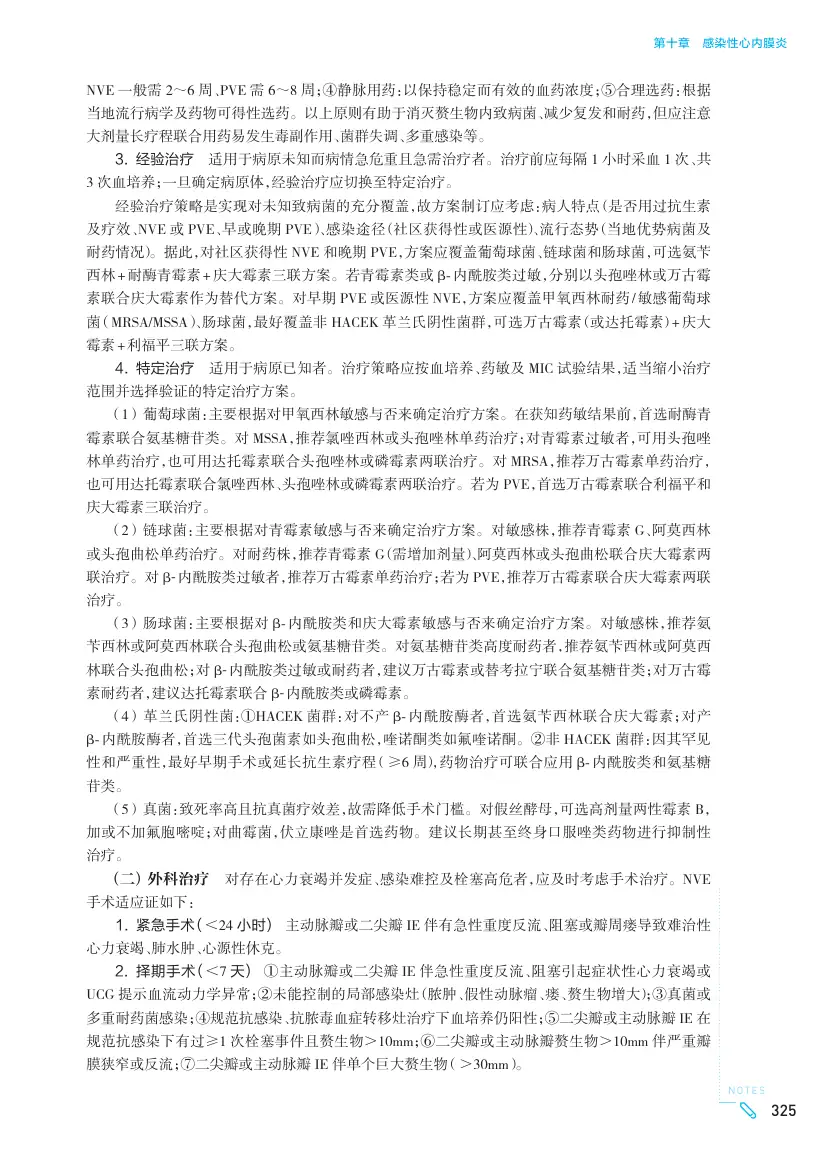 第十章　感染性心内膜炎
NVE 一般需 2～6 周、PVE 需 6～8 周；④静脉用药：以保持稳定而有效的血药浓度；⑤合理选药：根据
当地流行病学及药物可得性选药。以上原则有助于消灭赘生物内致病菌、减少复发和耐药，但应注意
大剂量长疗程联合用药易发生毒副作用、菌群失调、多重感染等。
3. 经验治疗　适用于病原未知而病情急危重且急需治疗者。治疗前应每隔 1 小时采血 1 次、共
3 次血培养；一旦确定病原体，经验治疗应切换至特定治疗。
经验治疗策略是实现对未知致病菌的充分覆盖，故方案制订应考虑：病人特点（是否用过抗生素
及疗效、NVE 或 PVE、早或晚期 PVE）、感染途径（社区获得性或医源性）、流行态势（当地优势病菌及
耐药情况）。据此，对社区获得性 NVE 和晚期 PVE，方案应覆盖葡萄球菌、链球菌和肠球菌，可选氨苄
西林+耐酶青霉素+庆大霉素三联方案。若青霉素类或 β-内酰胺类过敏，分别以头孢唑林或万古霉
素联合庆大霉素作为替代方案。对早期 PVE 或医源性 NVE，方案应覆盖甲氧西林耐药/敏感葡萄球
菌（MRSA/MSSA）、肠球菌，最好覆盖非 HACEK 革兰氏阴性菌群，可选万古霉素（或达托霉素）+庆大
霉素+利福平三联方案。
4. 特定治疗　适用于病原已知者。治疗策略应按血培养、药敏及 MIC 试验结果，适当缩小治疗
范围并选择验证的特定治疗方案。
（1）葡萄球菌：主要根据对甲氧西林敏感与否来确定治疗方案。在获知药敏结果前，首选耐酶青
霉素联合氨基糖苷类。对 MSSA，推荐氯唑西林或头孢唑林单药治疗；对青霉素过敏者，可用头孢唑
林单药治疗，也可用达托霉素联合头孢唑林或磷霉素两联治疗。对 MRSA，推荐万古霉素单药治疗，
也可用达托霉素联合氯唑西林、头孢唑林或磷霉素两联治疗。若为 PVE，首选万古霉素联合利福平和
庆大霉素三联治疗。
（2）链球菌：主要根据对青霉素敏感与否来确定治疗方案。对敏感株，推荐青霉素 G、阿莫西林
或头孢曲松单药治疗。对耐药株，推荐青霉素 G（需增加剂量）、阿莫西林或头孢曲松联合庆大霉素两
联治疗。对 β-内酰胺类过敏者，推荐万古霉素单药治疗；若为 PVE，推荐万古霉素联合庆大霉素两联
治疗。
（3）肠球菌：主要根据对 β-内酰胺类和庆大霉素敏感与否来确定治疗方案。对敏感株，推荐氨
苄西林或阿莫西林联合头孢曲松或氨基糖苷类。对氨基糖苷类高度耐药者，推荐氨苄西林或阿莫西
林联合头孢曲松；对 β-内酰胺类过敏或耐药者，建议万古霉素或替考拉宁联合氨基糖苷类；对万古霉
素耐药者，建议达托霉素联合 β-内酰胺类或磷霉素。
（4）革兰氏阴性菌：①HACEK 菌群：对不产 β-内酰胺酶者，首选氨苄西林联合庆大霉素；对产
β-内酰胺酶者，首选三代头孢菌素如头孢曲松，喹诺酮类如氟喹诺酮。②非 HACEK 菌群：因其罕见
性和严重性，最好早期手术或延长抗生素疗程（≥6 周），药物治疗可联合应用 β-内酰胺类和氨基糖
苷类。
（5）真菌：致死率高且抗真菌疗效差，故需降低手术门槛。对假丝酵母，可选高剂量两性霉素 B，
加或不加氟胞嘧啶；对曲霉菌，伏立康唑是首选药物。建议长期甚至终身口服唑类药物进行抑制性
治疗。
（二）外科治疗　对存在心力衰竭并发症、感染难控及栓塞高危者，应及时考虑手术治疗。NVE
手术适应证如下：
1. 紧急手术（＜24 小时）　主动脉瓣或二尖瓣 IE 伴有急性重度反流、阻塞或瓣周瘘导致难治性
心力衰竭、肺水肿、心源性休克。
2. 择期手术（＜7 天）　①主动脉瓣或二尖瓣 IE 伴急性重度反流、阻塞引起症状性心力衰竭或
UCG 提示血流动力学异常；②未能控制的局部感染灶（脓肿、假性动脉瘤、瘘、赘生物增大）；③真菌或
多重耐药菌感染；④规范抗感染、抗脓毒血症转移灶治疗下血培养仍阳性；⑤二尖瓣或主动脉瓣 IE 在
规范抗感染下有过≥1 次栓塞事件且赘生物＞10mm；⑥二尖瓣或主动脉瓣赘生物＞10mm 伴严重瓣
膜狭窄或反流；⑦二尖瓣或主动脉瓣 IE 伴单个巨大赘生物（＞30mm）。
NOTES
325